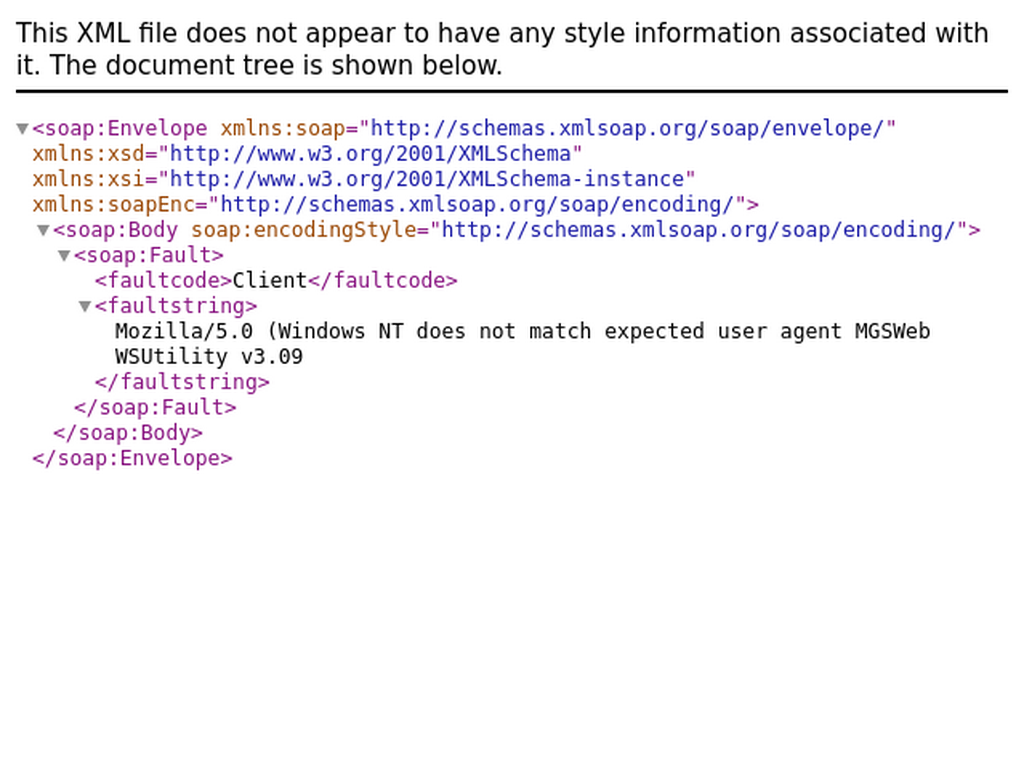 This XML file does not appear to have any style information associated with
it. The document tree is shown below.
▼<soap:Envelope xmlns:soap="http://schemas.xmlsoap.org/soap/envelope/"
xmlns:xsd="http://www.w3.org/2001/XMLSchema"
xmlns:xsi="http://www.w3.org/2001/XMLSchema-instance"
xmlns:soapEnc="http://schemas.xmlsoap.org/soap/encoding/">
▼<soap:Body soap:encodingStyle="http://schemas.xmlsoap.org/soap/encoding/">
▼<soap:Fault>
<faultcode>Client</faultcode>
▼<faultstring>
Mozilla/5.0 (Windows NT does not match expected user agent MGSWeb
WSUtility v3.09
</faultstring>
</soap:Fault>
</soap:Body>
</soap:Envelope>